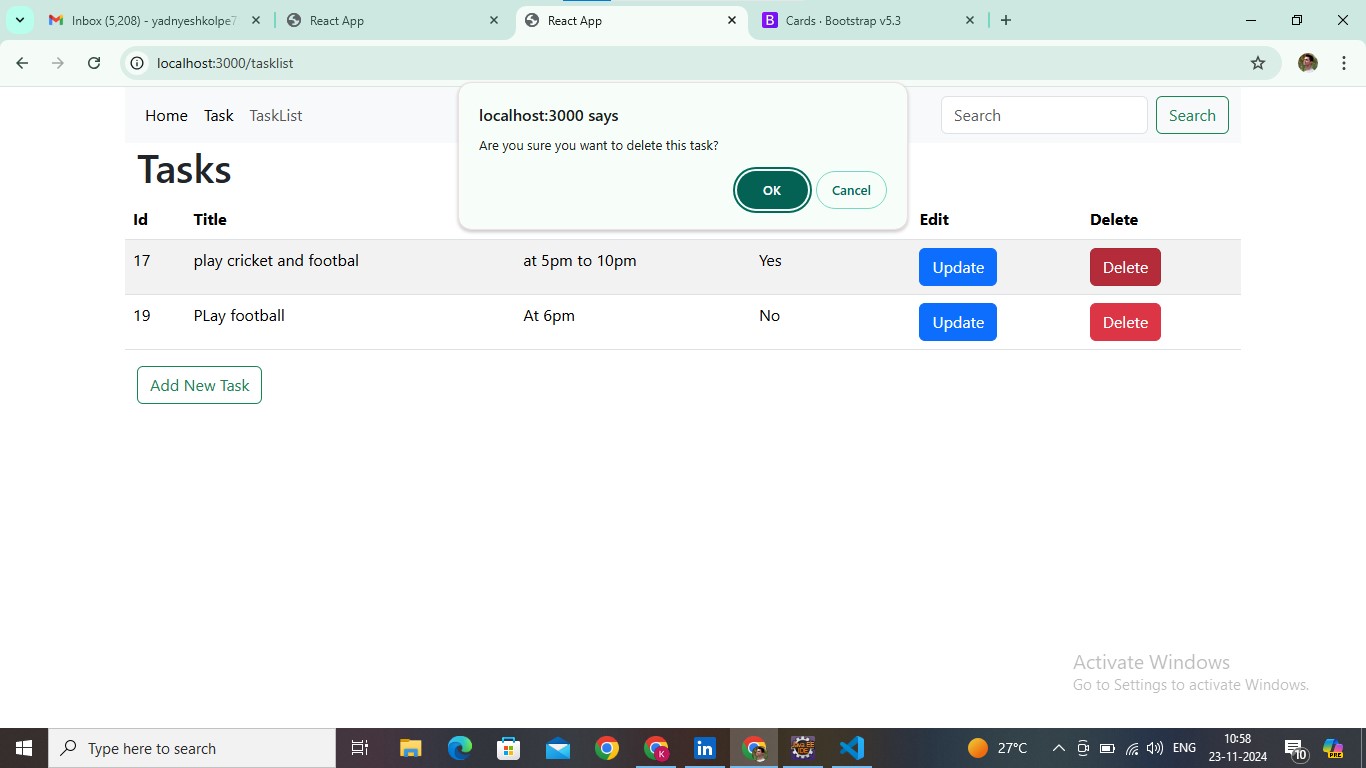 Inbox (5,208) - yadnyeshkolpe7
React App
React App
Cards · Bootstrap v5.3
localhost:3000/tasklist
Home Task TaskList
Search Search
localhost:3000 says
Are you sure you want to delete this task?
OK Cancel
Tasks
Id Title Edit Delete
17 play cricket and footbal at 5pm to 10pm Yes Update Delete
19 PLay football At 6pm No Update Delete
Add New Task
Activate Windows
Go to Settings to activate Windows.
Type here to search
27°C
ENG
10:58
23-11-2024
10
PRE